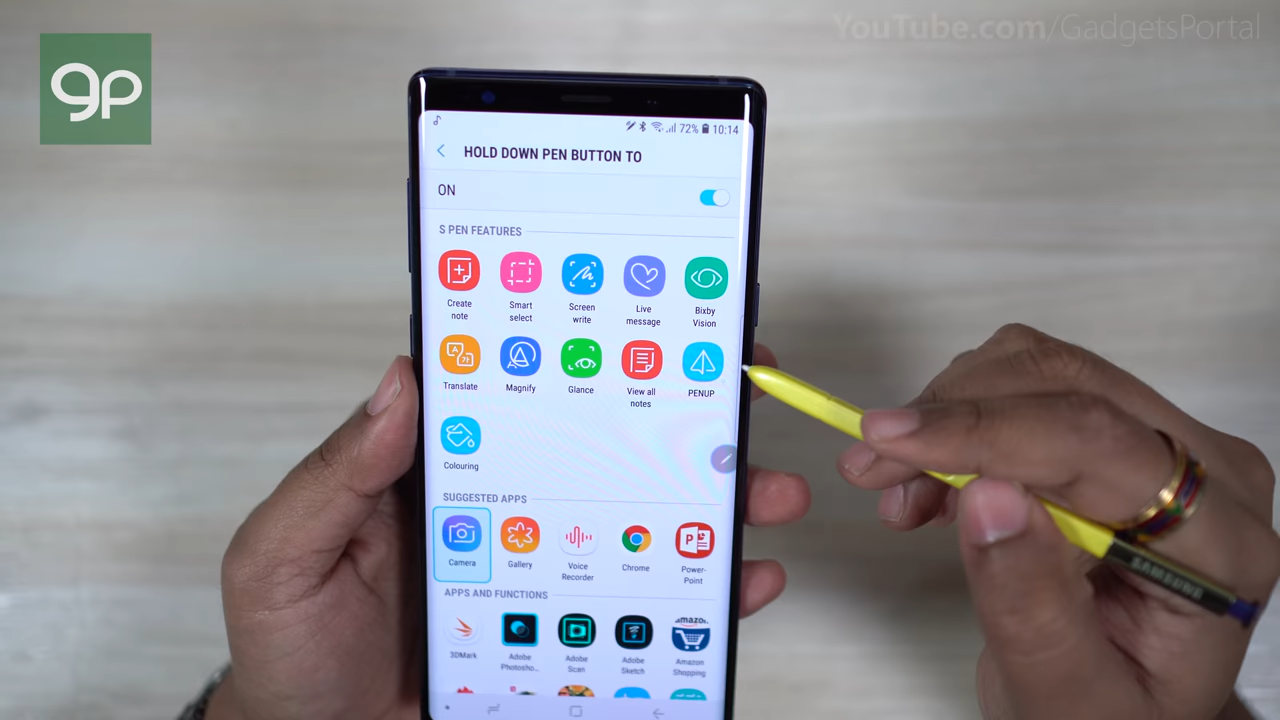 YouTube.com/GadgetsPortal
gp
72% 10:14
HOLD DOWN PEN BUTTON TO
ON
S PEN FEATURES
Create
note
Smart
select
Screen
write
Live
message
Bixby
Vision
Translate
Magnify
Glance
View all
notes
PENUP
Colouring
SUGGESTED APPS
Camera
Gallery
Voice
Recorder
Chrome
Power-
Point
APPS AND FUNCTIONS
3DMark
Adobe
Photosho...
Adobe
Scan
Adobe
Sketch
amazon
Amazon
Shopping
SAMSUNG